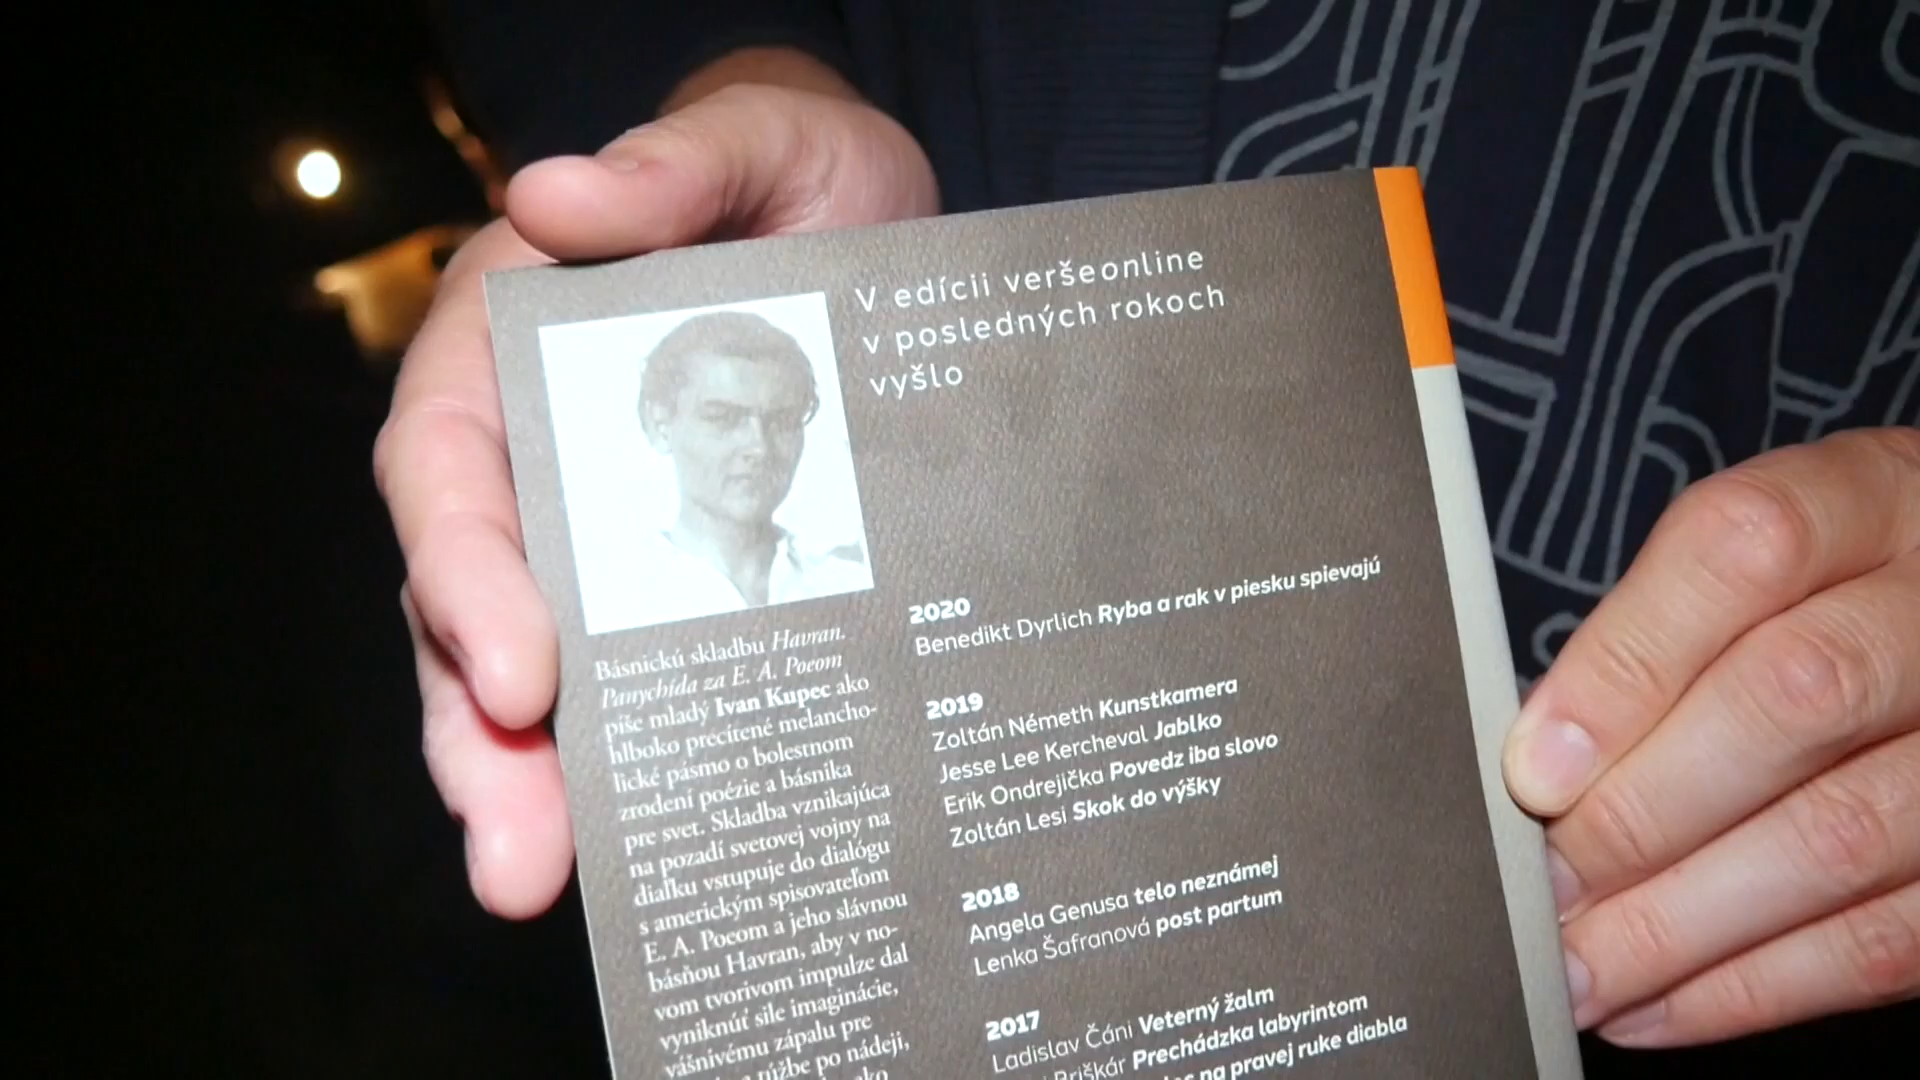 V edícii veršeonline
v posledných rokoch
vyšlo
Básnickú skladbu Havran.
Panychída za E. A. Poeom
píše mladý Ivan Kupec ako
hlboko precítené melancho-
lické pásmo o bolestnom
zrodení poézie a básnika
pre svet. Skladba vznikajúca
na pozadí svetovej vojny na
diaľku vstupuje do dialógu
s americkým spisovateľom
E. A. Poeom a jeho slávnou
básňou Havran, aby v no-
vom tvorivom impulze dal
vyniknúť sile imaginácie,
vášnivému zápalu pre
túžbe po nádeji,
ako
2020
Benedikt Dyrlich Ryba a rak v piesku spievajú
2019
Zoltán Németh Kunstkamera
Jesse Lee Kercheval Jablko
Erik Ondrejička Povedz iba slovo
Zoltán Lesi Skok do výšky
2018
Angela Genusa telo neznámej
Lenka Šafranová post partum
2017
Ladislav Čáni Veterný žalm
Briškár Prechádzka labyrintom
na pravej ruke diabla